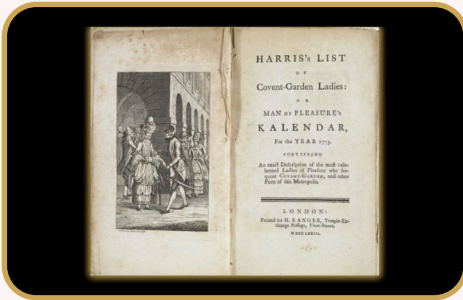 HARRIS's LIST
OF
Covent-Garden Ladies:
OR
MAN OF PLEASURE's
KALENDAR,
For the YEAR 1773.
CONTAINING
An exact Description of the most cele-
brated Ladies of Pleasure who fre-
quent COVENT-GARDEN, and other
Parts of this Metropolis.
LONDON:
Printed for H. RANGER, Temple-Ex-
change Passage, Fleet-Street.
MDCCLXXIII.